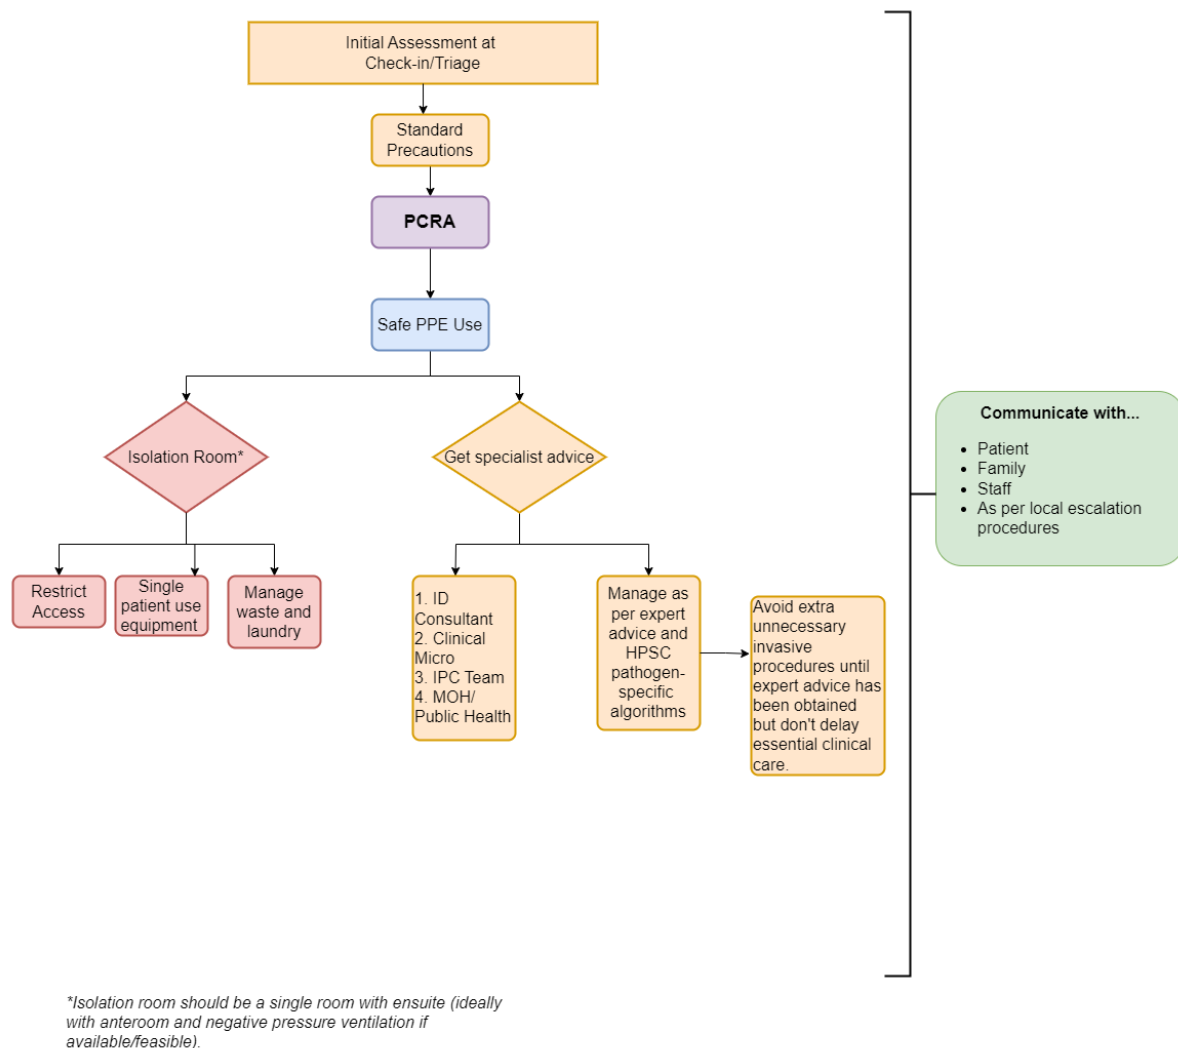 Initial Assessment at
Check-in/Triage
Standard
Precautions
PCRA
Safe PPE Use
Isolation Room*
Get specialist advice
Restrict
Access
Single
patient use
equipment
Manage
waste and
laundry
1. ID
Consultant
2. Clinical
Micro
3. IPC Team
4. MOH/
Public Health
Manage as
per expert
advice and
HPSC
pathogen-
specific
algorithms
Avoid extra
unnecessary
invasive
procedures until
expert advice has
been obtained
but don't delay
essential clinical
care.
Communicate with...
• Patient
• Family
• Staff
• As per local escalation
procedures
*Isolation room should be a single room with ensuite (ideally
with anteroom and negative pressure ventilation if
available/feasible).